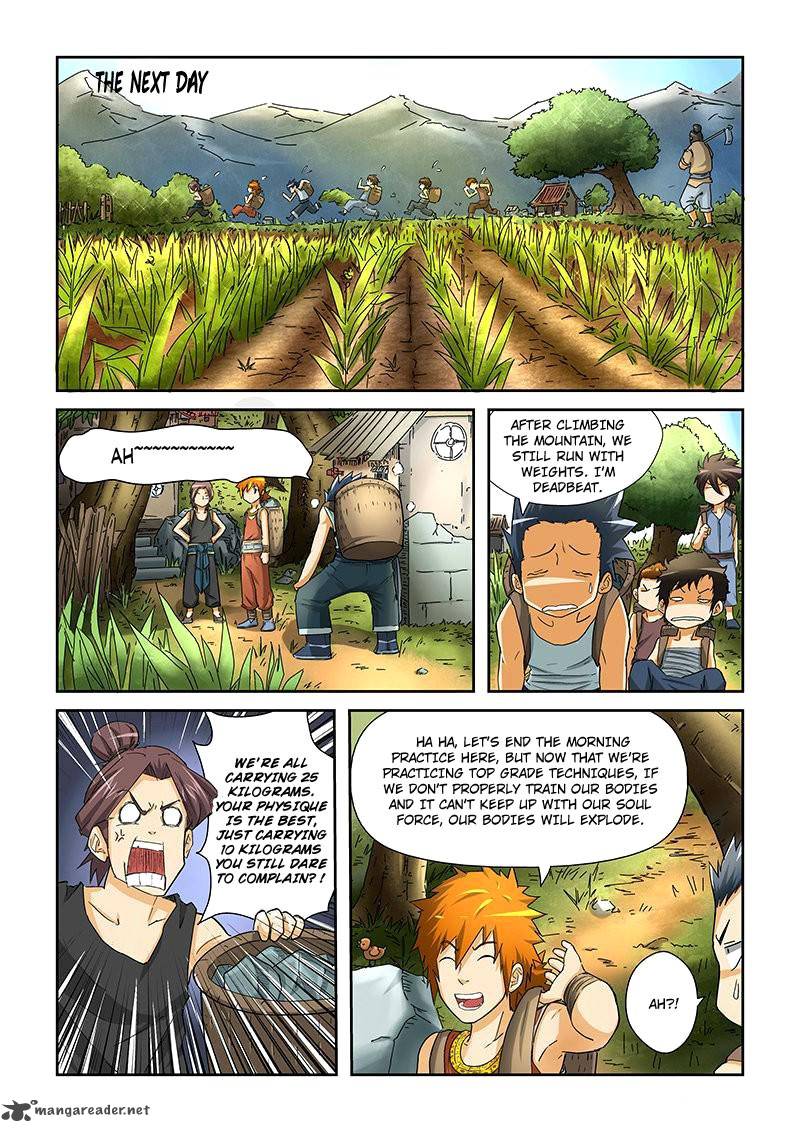 THE NEXT DAY
AH~~~~~~~~~~~
AFTER CLIMBING
THE MOUNTAIN, WE
STILL RUN WITH
WEIGHTS. I'M
DEADBEAT.
WE'RE ALL
CARRYING 25
KILOGRAMS.
YOUR PHYSIQUE
IS THE BEST,
JUST CARRYING
10 KILOGRAMS
YOU STILL DARE
TO COMPLAIN?!
HA HA, LET'S END THE MORNING
PRACTICE HERE, BUT NOW THAT WE'RE
PRACTICING TOP GRADE TECHNIQUES, IF
WE DON'T PROPERLY TRAIN OUR BODIES
AND IT CAN'T KEEP UP WITH OUR SOUL
FORCE, OUR BODIES WILL EXPLODE.
AH?!
mangareader.net